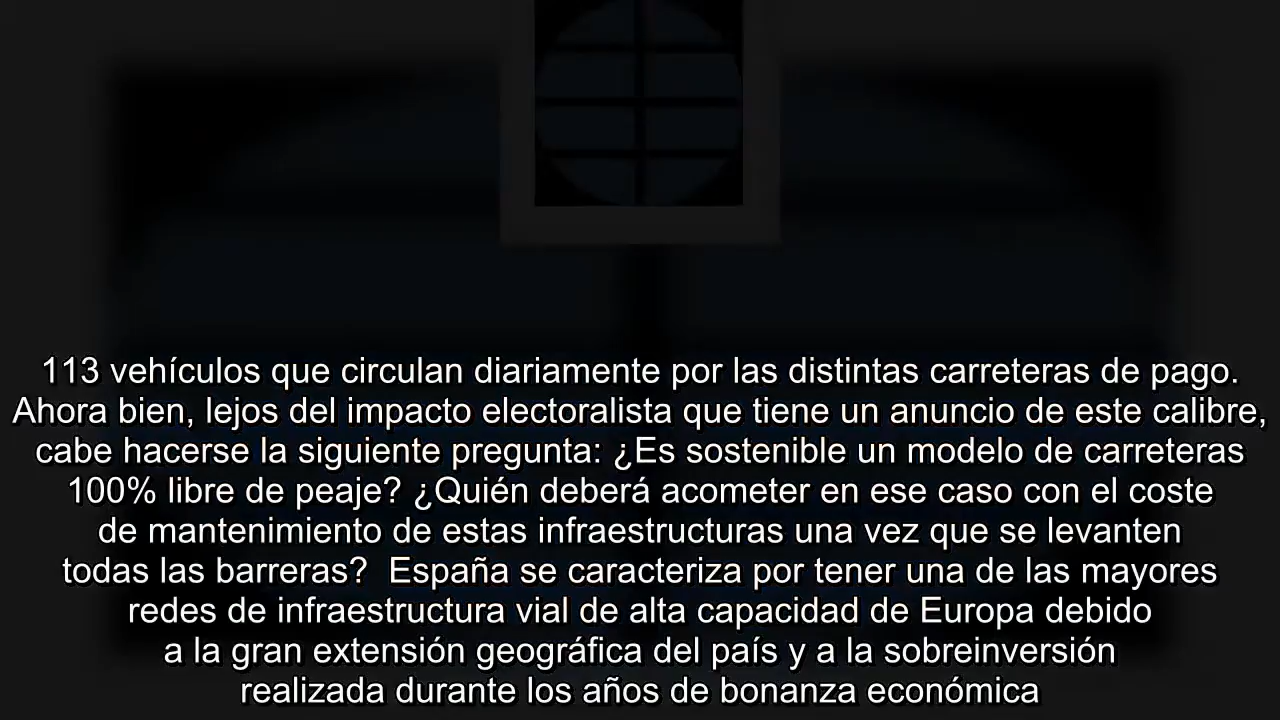 113 vehículos que circulan diariamente por las distintas carreteras de pago.
Ahora bien, lejos del impacto electoralista que tiene un anuncio de este calibre,
cabe hacerse la siguiente pregunta: ¿Es sostenible un modelo de carreteras
100% libre de peaje? ¿Quién deberá acometer en ese caso con el coste
de mantenimiento de estas infraestructuras una vez que se levanten
todas las barreras?  España se caracteriza por tener una de las mayores
redes de infraestructura vial de alta capacidad de Europa debido
a la gran extensión geográfica del país y a la sobreinversión
realizada durante los años de bonanza económica